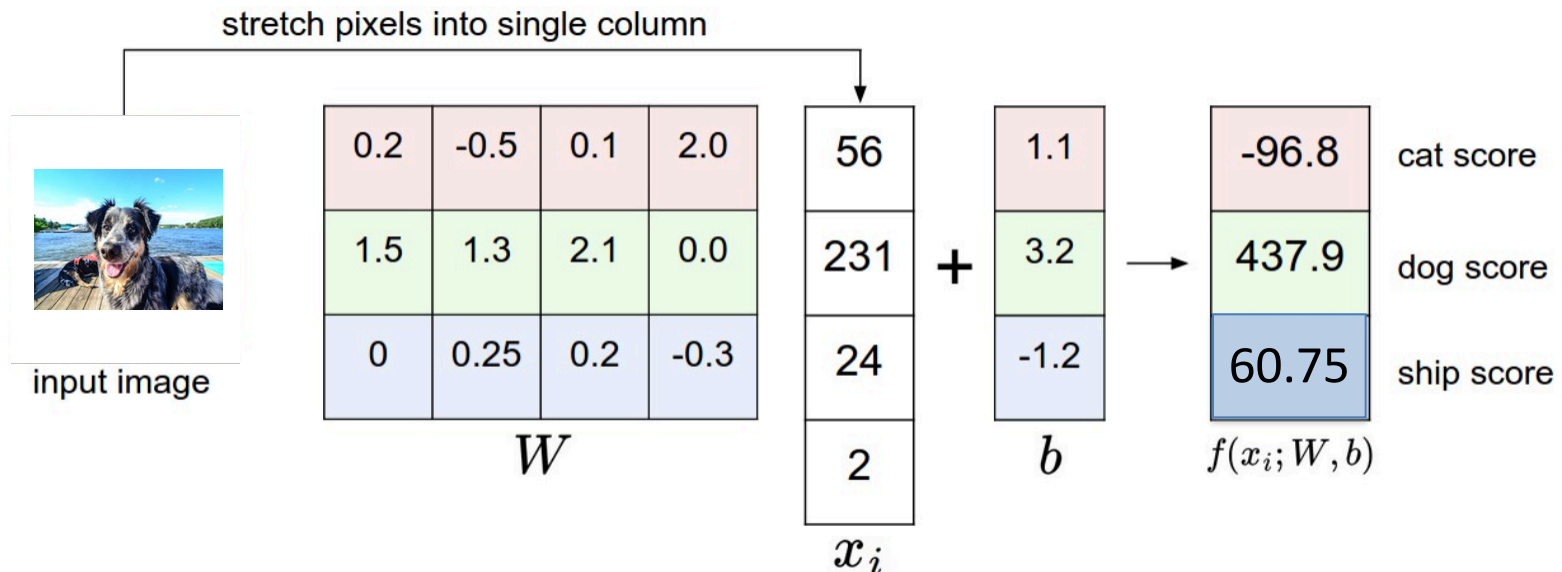 stretch pixels into single column
input image
0.2 -0.5 0.1 2.0
1.5 1.3 2.1 0.0
0 0.25 0.2 -0.3
W
56
231
24
2
x_i
+
1.1
3.2
-1.2
b
-96.8 cat score
437.9 dog score
60.75 ship score
f(x_i; W, b)